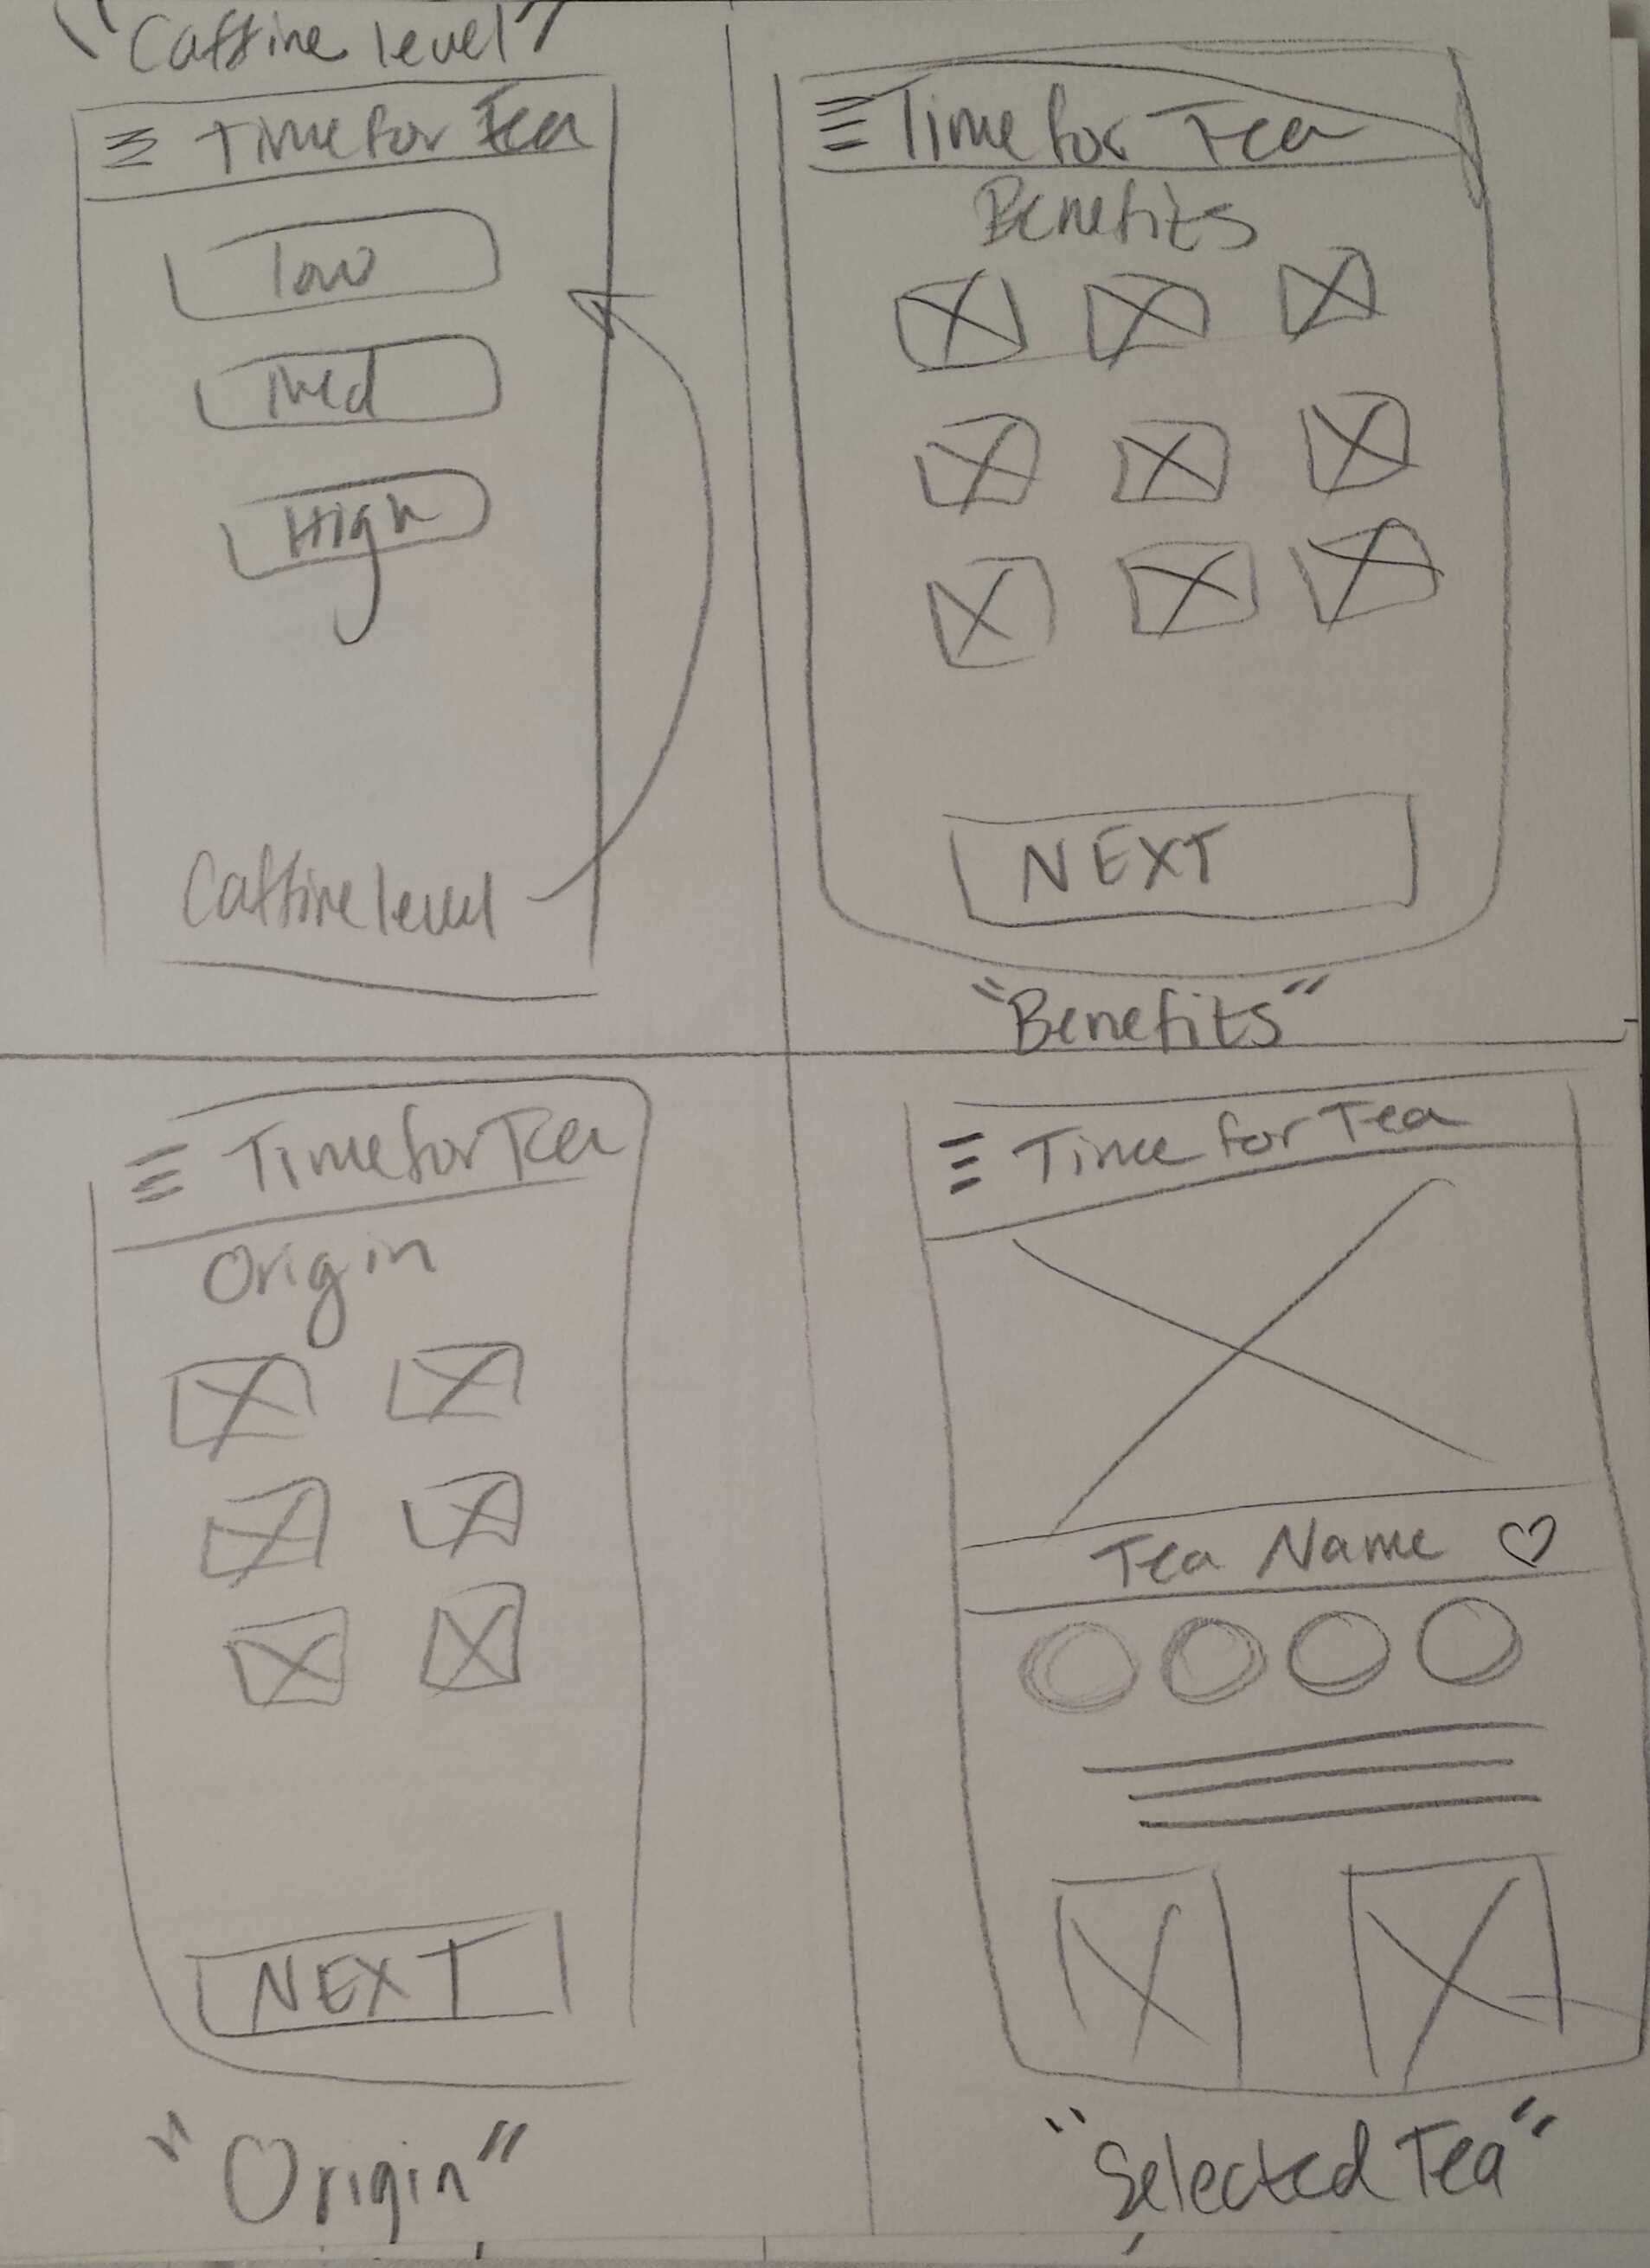 "Caffine level"
Time for Tea
low
Med
High
Caffine level
Time for Tea
Benefits
NEXT
"Benefits"
Time for Tea
Origin
NEXT
"Origin"
Time for Tea
Tea Name
"Selected Tea"